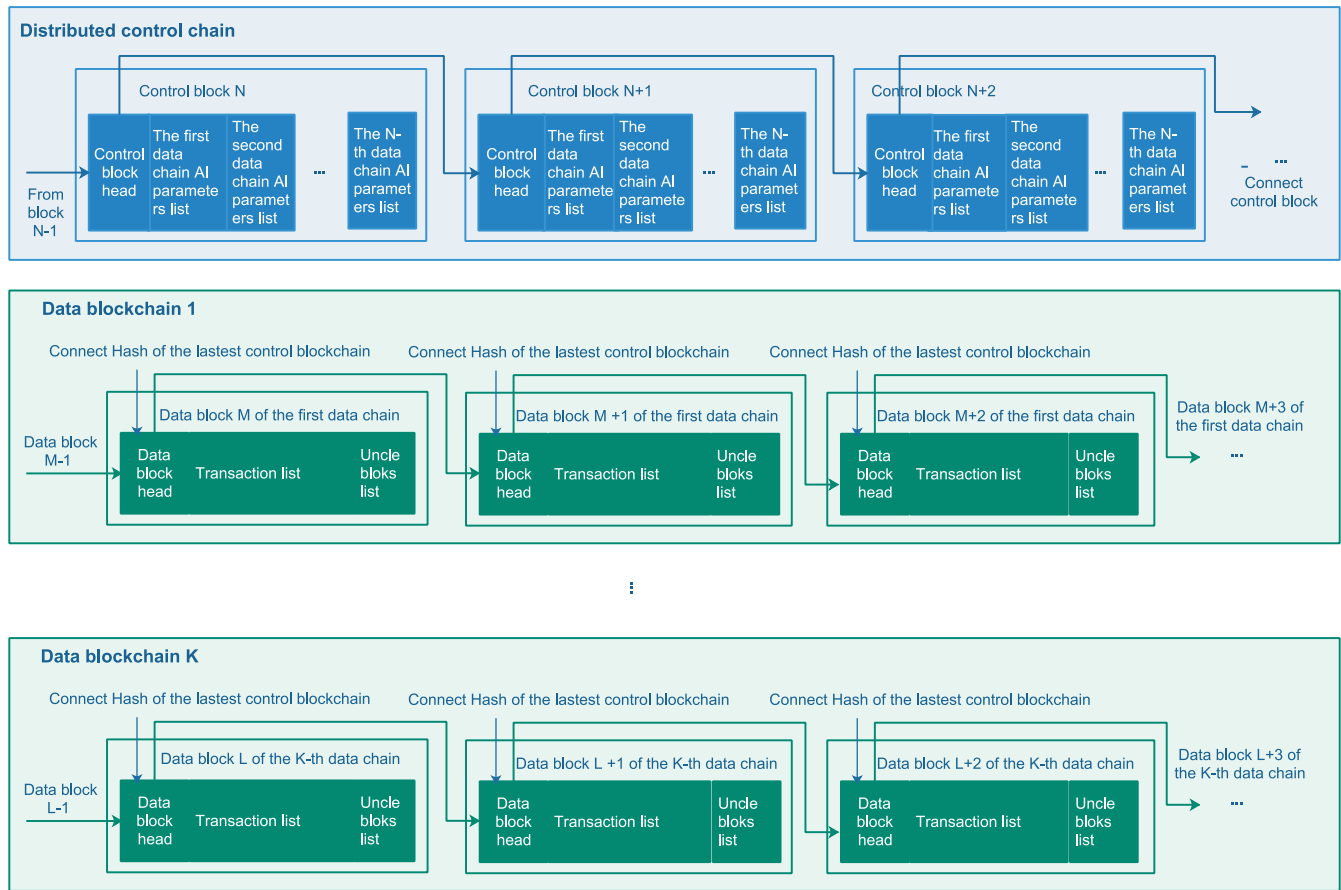 Distributed control chain
Control block N
Control block N+1
Control block N+2
Control
block
head
The first
data
chain AI
paramete
rs list
The
second
data
chain AI
paramet
ers list
...
The N-
th data
chain AI
paramet
ers list
Control
block
head
The first
data
chain AI
paramete
rs list
The
second
data
chain AI
paramete
rs list
...
The N-
th data
chain AI
paramet
ers list
Control
block
head
The first
data
chain AI
paramete
rs list
The
second
data
chain AI
paramete
rs list
...
The N-
th data
chain AI
paramet
ers list
From
block
N-1
...
Connect
control block
Data blockchain 1
Connect Hash of the lastest control blockchain
Connect Hash of the lastest control blockchain
Connect Hash of the lastest control blockchain
Data block M of the first data chain
Data block M +1 of the first data chain
Data block M+2 of the first data chain
Data block M+3 of
the first data chain
...
Data block
M-1
Data
block
head
Transaction list
Uncle
bloks
list
Data
block
head
Transaction list
Uncle
bloks
list
Data
block
head
Transaction list
Uncle
bloks
list
...
Data blockchain K
Connect Hash of the lastest control blockchain
Connect Hash of the lastest control blockchain
Connect Hash of the lastest control blockchain
Data block L of the K-th data chain
Data block L +1 of the K-th data chain
Data block L+2 of the K-th data chain
Data block L+3 of
the K-th data chain
...
Data block
L-1
Data
block
head
Transaction list
Uncle
bloks
list
Data
block
head
Transaction list
Uncle
bloks
list
Data
block
head
Transaction list
Uncle
bloks
list